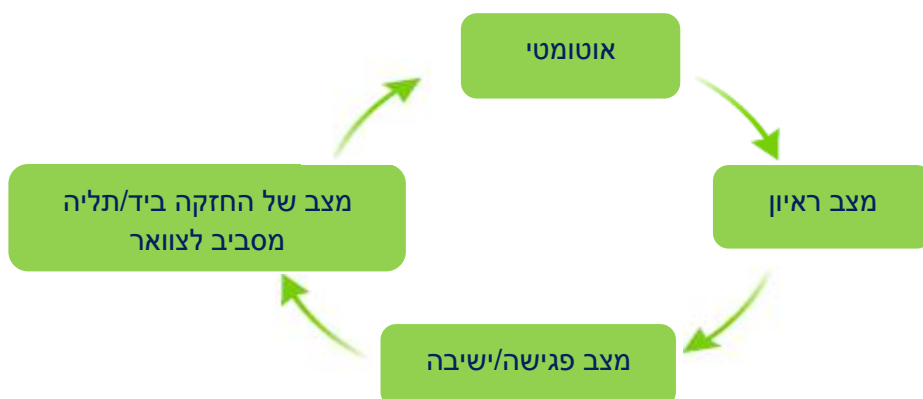 אוטומטי
מצב ראיון
מצב פגישה/ישיבה
מצב של החזקה ביד/תליה
מסביב לצוואר